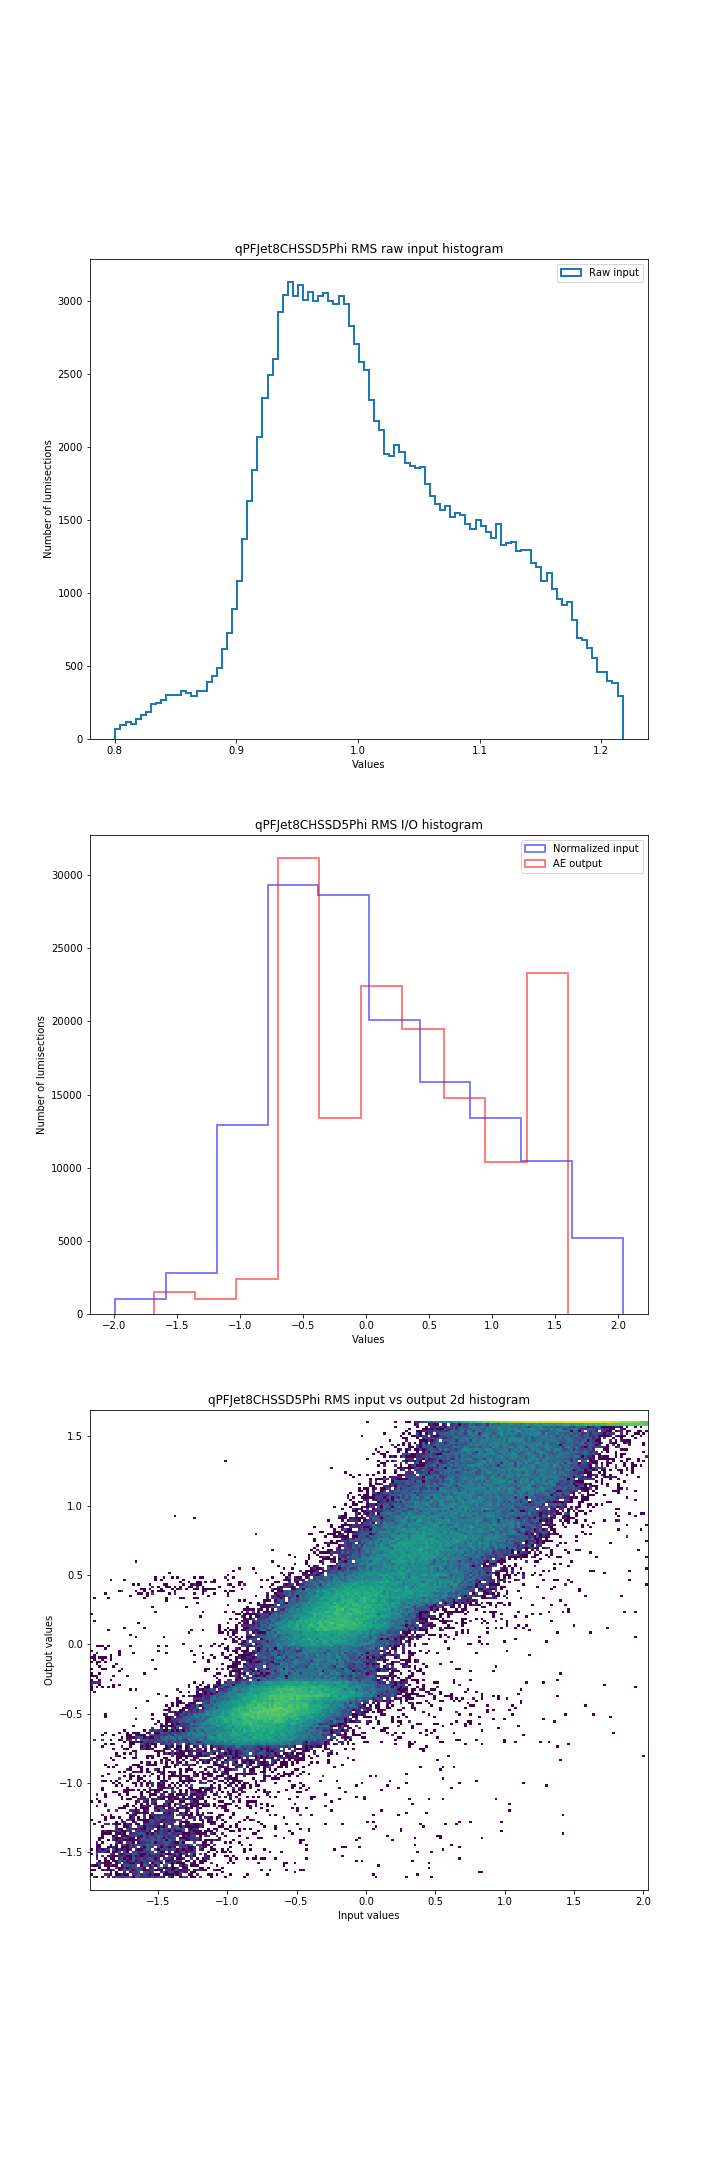 qPFJet8CHSSD5Phi RMS raw input histogram
Raw input
3000
2500
2000
1500
1000
500
0
Number of lumisections
0.8 0.9 1.0 1.1 1.2
Values
qPFJet8CHSSD5Phi RMS I/O histogram
Normalized input
AE output
30000
25000
20000
15000
10000
5000
0
Number of lumisections
−2.0 −1.5 −1.0 −0.5 0.0 0.5 1.0 1.5 2.0
Values
qPFJet8CHSSD5Phi RMS input vs output 2d histogram
1.5
1.0
0.5
0.0
−0.5
−1.0
−1.5
Output values
−1.5 −1.0 −0.5 0.0 0.5 1.0 1.5 2.0
Input values